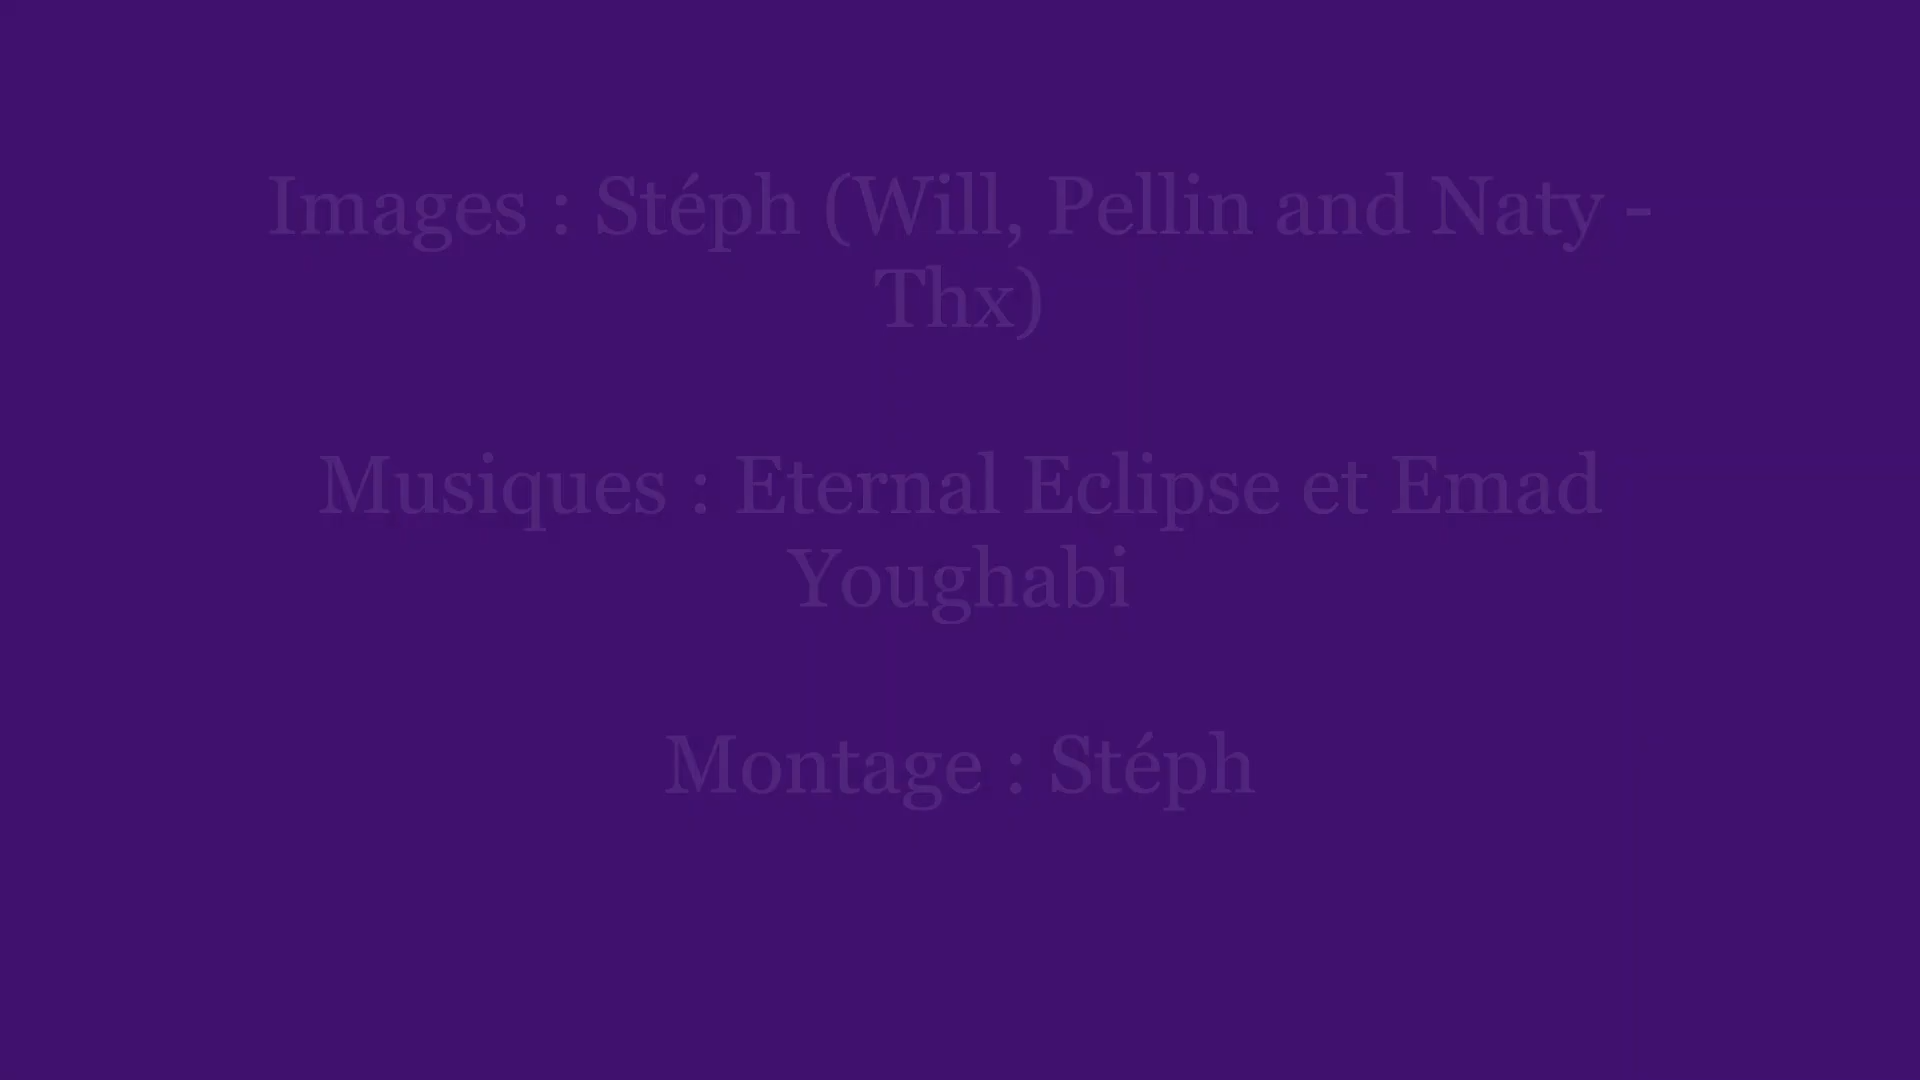 Images : Stéph (Will, Pellin and Naty -
Thx)
Musiques : Eternal Eclipse et Emad
Youghabi
Montage : Stéph